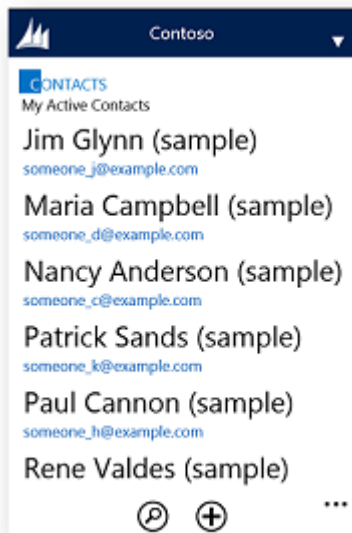 Contoso
CONTACTS
My Active Contacts
Jim Glynn (sample)
someone_j@example.com
Maria Campbell (sample)
someone_d@example.com
Nancy Anderson (sample)
someone_c@example.com
Patrick Sands (sample)
someone_k@example.com
Paul Cannon (sample)
someone_h@example.com
Rene Valdes (sample)
...